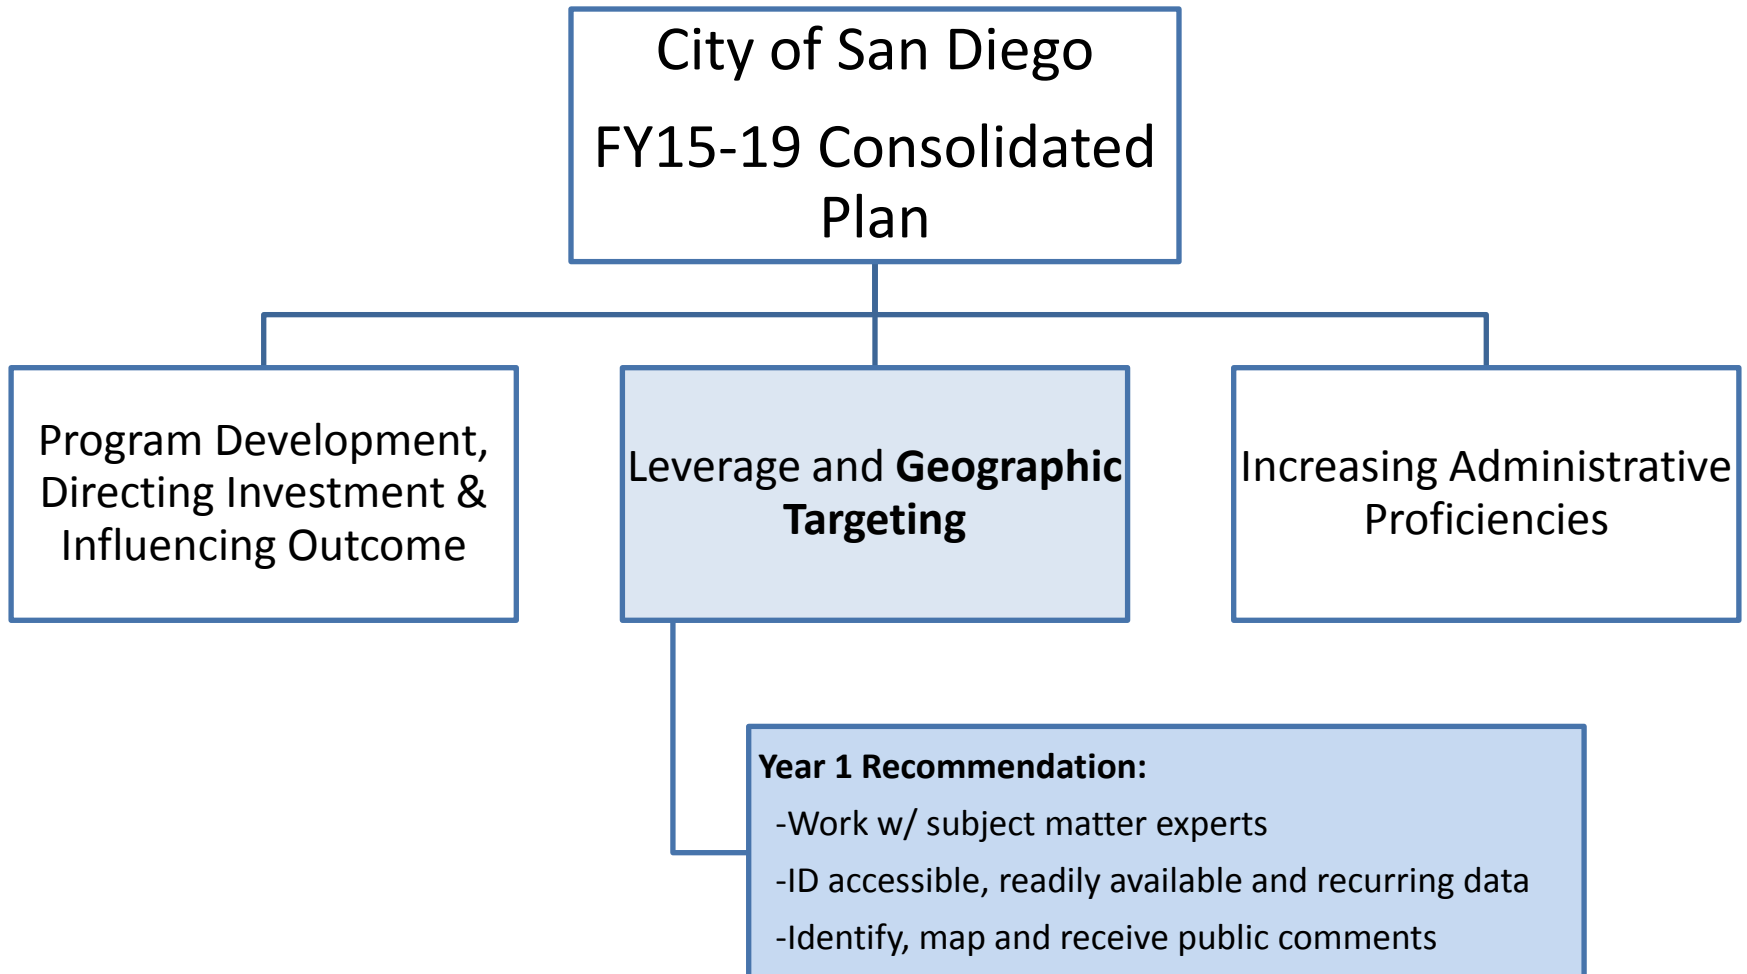 City of San Diego
FY15-19 Consolidated
Plan
Program Development,
Directing Investment &
Influencing Outcome
Leverage and Geographic
Targeting
Increasing Administrative
Proficiencies
Year 1 Recommendation:
-Work w/ subject matter experts
-ID accessible, readily available and recurring data
-Identify, map and receive public comments